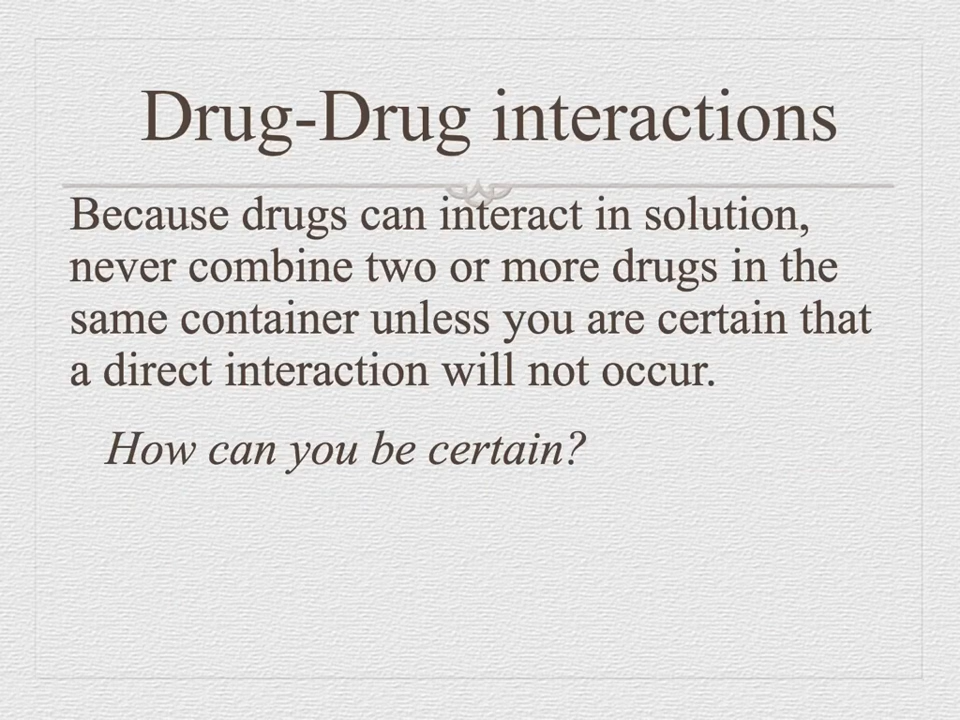 Drug-Drug interactions
Because drugs can interact in solution,
never combine two or more drugs in the
same container unless you are certain that
a direct interaction will not occur.
How can you be certain?